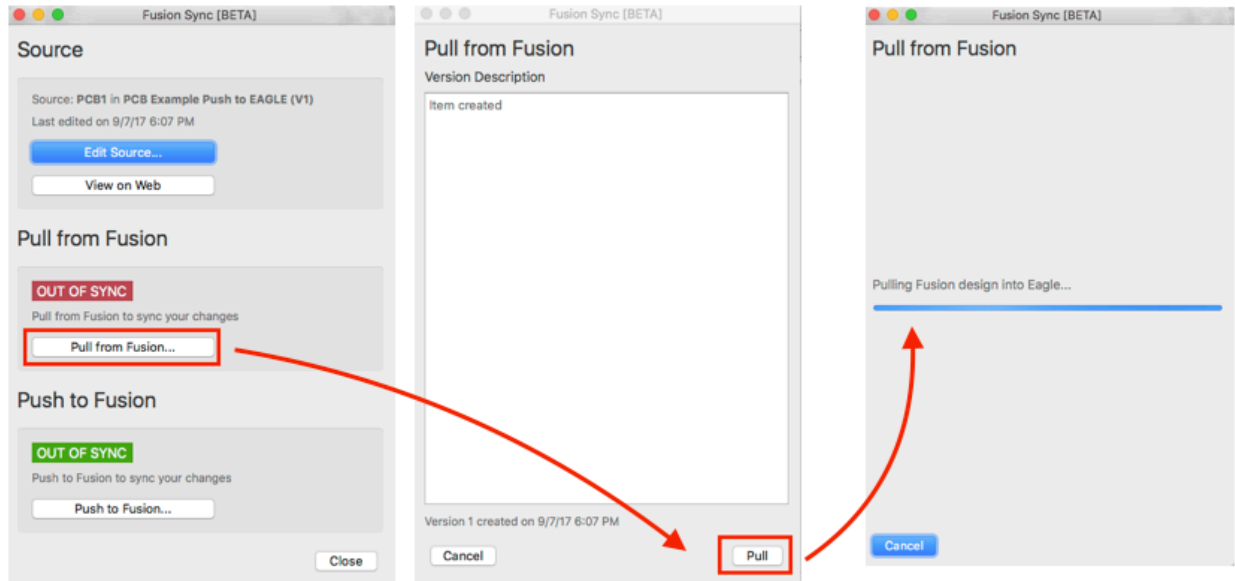 Fusion Sync [BETA]
Source
Source: PCB1 in PCB Example Push to EAGLE (V1)
Last edited on 9/7/17 6:07 PM
Edit Source...
View on Web
Pull from Fusion
OUT OF SYNC
Pull from Fusion to sync your changes
Pull from Fusion...
Push to Fusion
OUT OF SYNC
Push to Fusion to sync your changes
Push to Fusion...
Close
Fusion Sync [BETA]
Pull from Fusion
Version Description
Item created
Version 1 created on 9/7/17 6:07 PM
Cancel
Pull
Fusion Sync [BETA]
Pull from Fusion
Pulling Fusion design into Eagle...
Cancel